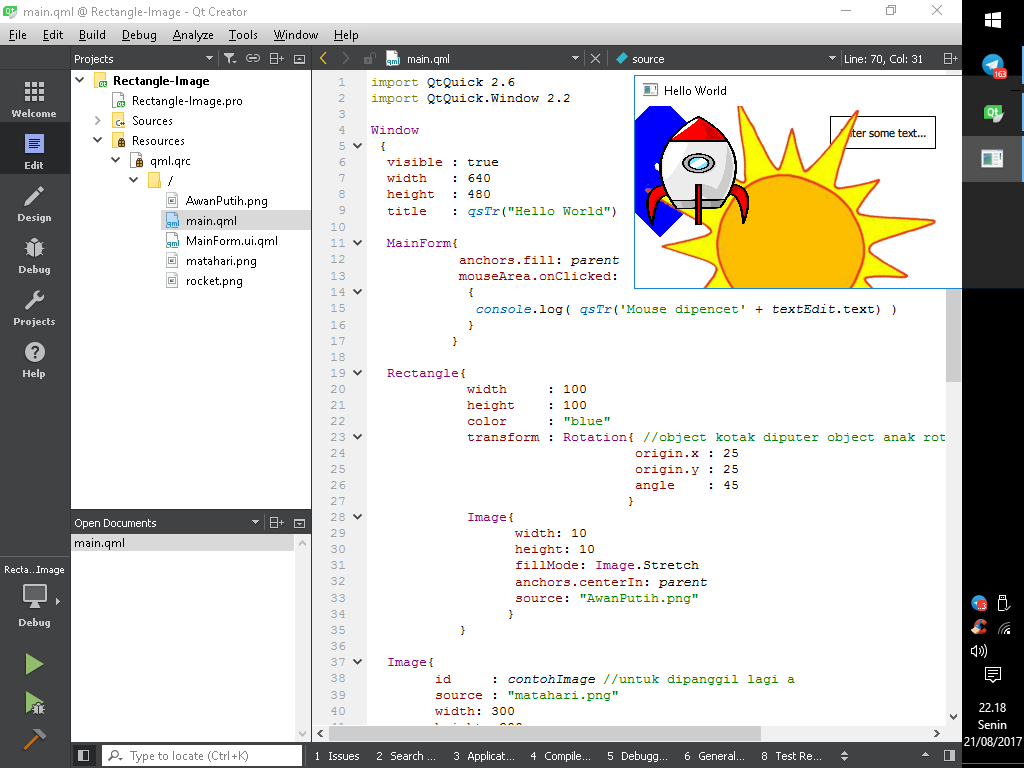 main.qml @ Rectangle-Image - Qt Creator
File Edit Build Debug Analyze Tools Window Help
Projects
main.qml
source
Line: 70, Col: 31
Welcome
Edit
Design
Debug
Projects
Help
Recta..Image
Debug
Rectangle-Image
Rectangle-Image.pro
Sources
Resources
qml.qrc
/
AwanPutih.png
main.qml
MainForm.ui.qml
matahari.png
rocket.png
Open Documents
main.qml
1 import QtQuick 2.6
2 import QtQuick.Window 2.2
3
4 Window
5 {
6 visible : true
7 width : 640
8 height : 480
9 title : qsTr("Hello World")
10
11 MainForm{
12 anchors.fill: parent
13 mouseArea.onClicked:
14 {
15 console.log( qsTr('Mouse dipencet' + textEdit.text) )
16 }
17 }
18
19 Rectangle{
20 width : 100
21 height : 100
22 color : "blue"
23 transform : Rotation{ //object kotak diputer object anak rot
24 origin.x : 25
25 origin.y : 25
26 angle : 45
27 }
28 Image{
29 width: 10
30 height: 10
31 fillMode: Image.Stretch
32 anchors.centerIn: parent
33 source: "AwanPutih.png"
34 }
35 }
36
37 Image{
38 id : contohImage //untuk dipanggil lagi a
39 source : "matahari.png"
40 width: 300
Hello World
ter some text...
Type to locate (Ctrl+K)
1 Issues 2 Search ... 3 Applicat... 4 Compile... 5 Debugg... 6 General... 8 Test Re...
163
22.18
Senin
21/08/2017